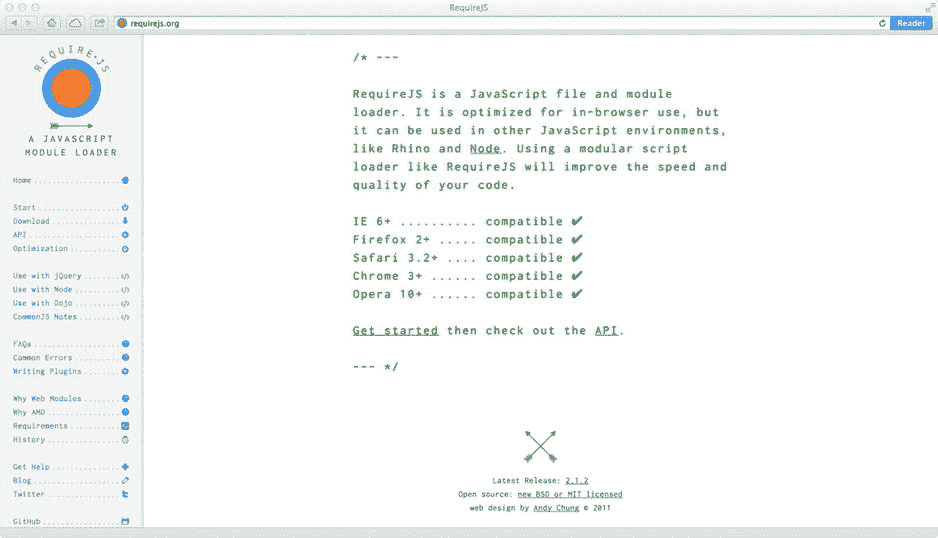 RequireJS
requirejs.org
Reader
REQUIRE·JS
A JAVASCRIPT
MODULE LOADER
Home ....................
Start ....................
Download ................
API ......................
Optimization ............
Use with jQuery ........
Use with Node ..........
Use with Dojo ..........
CommonJS Notes .........
FAQs .....................
Common Errors ..........
Writing Plugins ........
Why Web Modules ........
Why AMD .................
Requirements ...........
History .................
Get Help ................
Blog .....................
Twitter .................
GitHub ..................
/* ---
RequireJS is a JavaScript file and module
loader. It is optimized for in-browser use, but
it can be used in other JavaScript environments,
like Rhino and Node. Using a modular script
loader like RequireJS will improve the speed and
quality of your code.
IE 6+ .......... compatible ✔
Firefox 2+ ..... compatible ✔
Safari 3.2+ .... compatible ✔
Chrome 3+ ...... compatible ✔
Opera 10+ ...... compatible ✔
Get started then check out the API.
--- */
Latest Release: 2.1.2
Open source: new BSD or MIT licensed
web design by Andy Chung © 2011